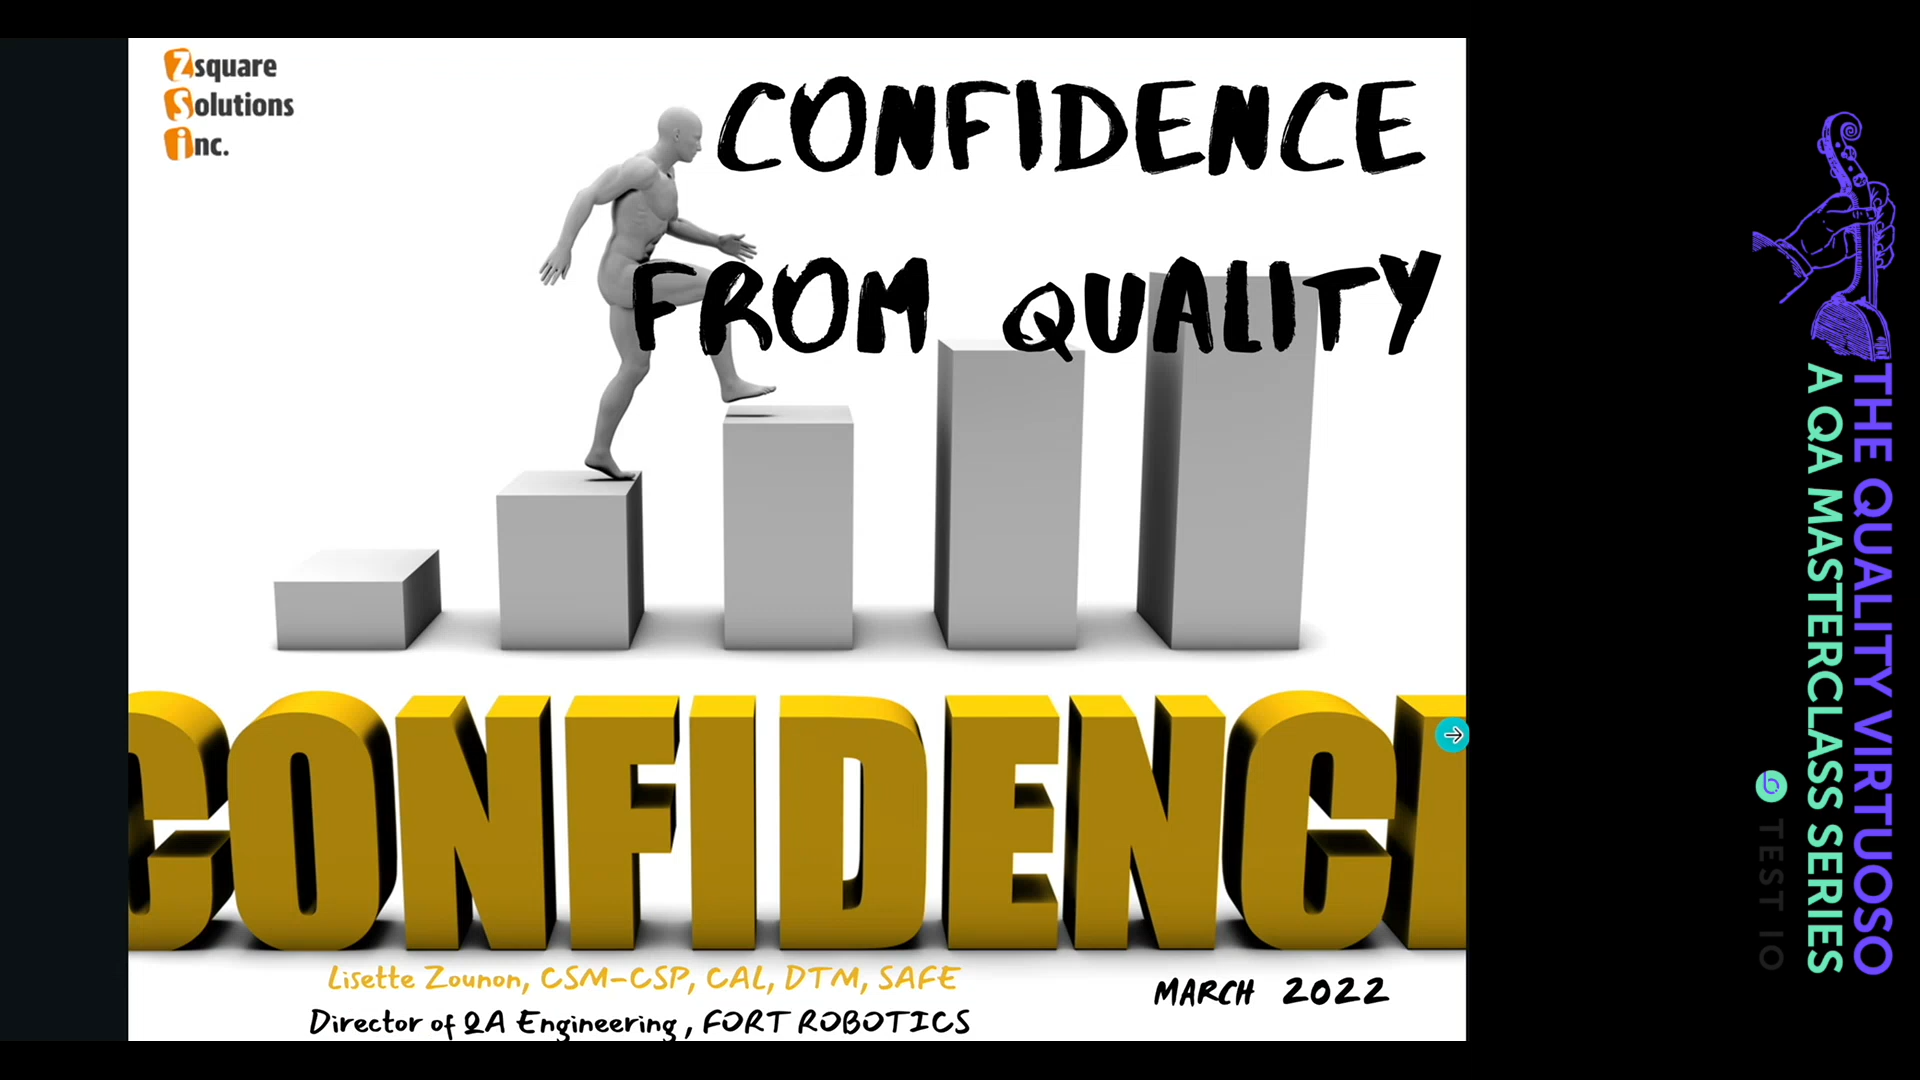 Zsquare
Solutions
inc.
CONFIDENCE
FROM QUALITY
CONFIDENC
Lisette Zounon, CSM-CSP, CAL, DTM, SAFE
Director of QA Engineering, FORT ROBOTICS
MARCH 2022
THE QUALITY VIRTUOSO
A QA MASTERCLASS SERIES
TEST IO